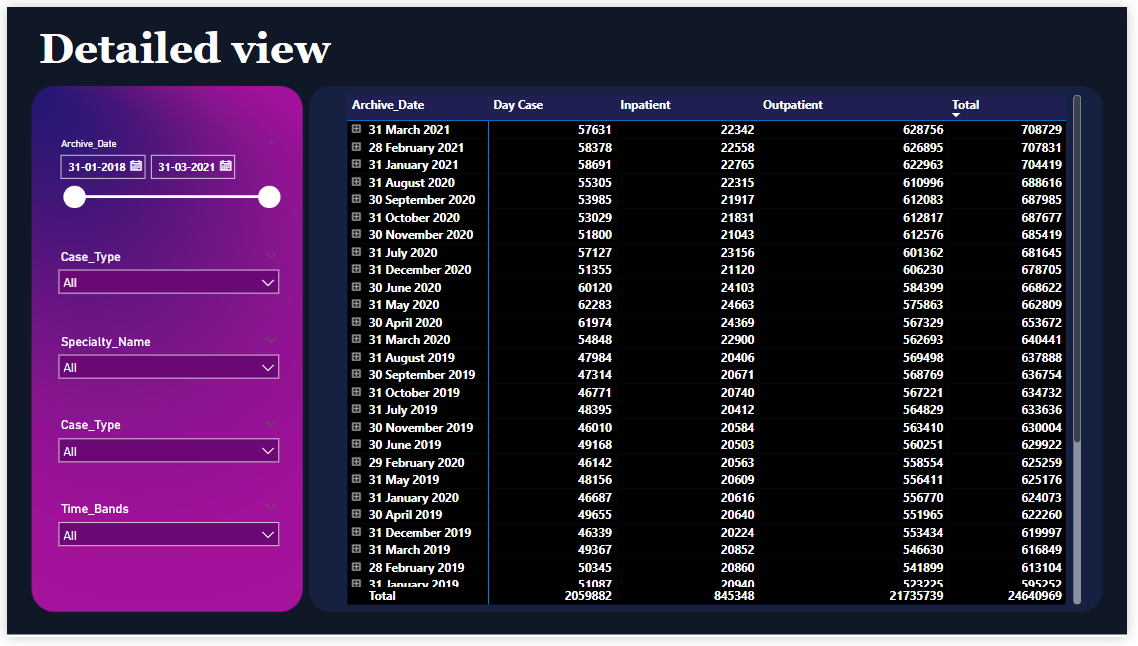 Detailed view
Archive_Date
31-01-2018 31-03-2021
Case_Type
All
Specialty_Name
All
Case_Type
All
Time_Bands
All
Archive_Date Day Case Inpatient Outpatient Total
31 March 2021 57631 22342 628756 708729
28 February 2021 58378 22558 626895 707831
31 January 2021 58691 22765 622963 704419
31 August 2020 55305 22315 610996 688616
30 September 2020 53985 21917 612083 687985
31 October 2020 53029 21831 612817 687677
30 November 2020 51800 21043 612576 685419
31 July 2020 57127 23156 601362 681645
31 December 2020 51355 21120 606230 678705
30 June 2020 60120 24103 584399 668622
31 May 2020 62283 24663 575863 662809
30 April 2020 61974 24369 567329 653672
31 March 2020 54848 22900 562693 640441
31 August 2019 47984 20406 569498 637888
30 September 2019 47314 20671 568769 636754
31 October 2019 46771 20740 567221 634732
31 July 2019 48395 20412 564829 633636
30 November 2019 46010 20584 563410 630004
30 June 2019 49168 20503 560251 629922
29 February 2020 46142 20563 558554 625259
31 May 2019 48156 20609 556411 625176
31 January 2020 46687 20616 556770 624073
30 April 2019 49655 20640 551965 622260
31 December 2019 46339 20224 553434 619997
31 March 2019 49367 20852 546630 616849
28 February 2019 50345 20860 541899 613104
31 January 2019 51087 20940 523225 595252
Total 2059882 845348 21735739 24640969